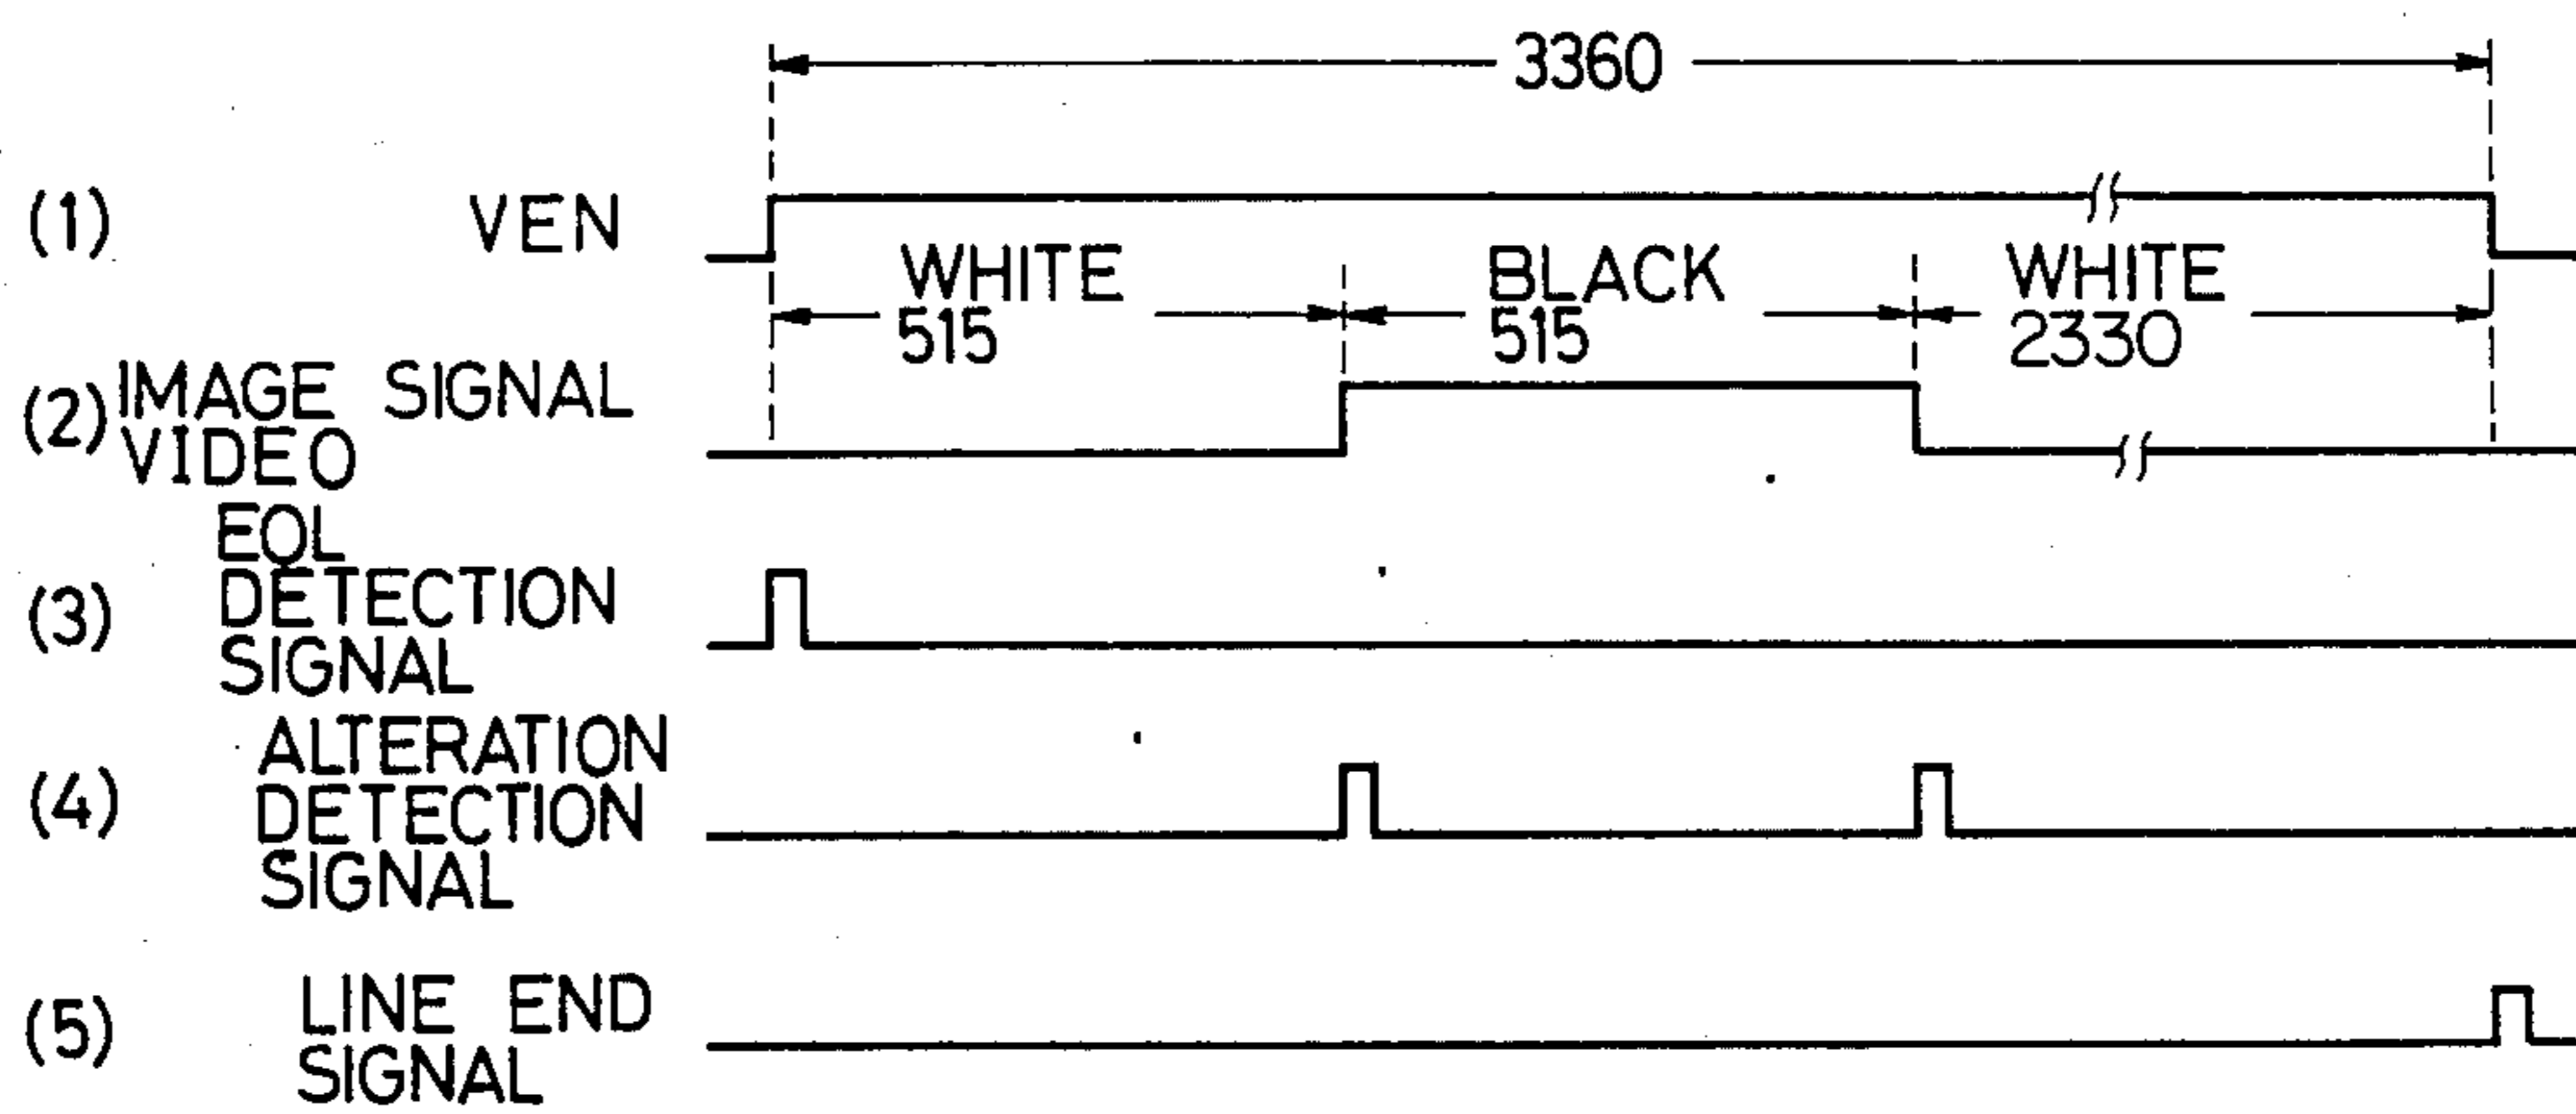 3360
(1) VEN
WHITE 515
BLACK 515
WHITE 2330
(2) IMAGE SIGNAL
VIDEO
(3) EOL
DETECTION
SIGNAL
(4) ALTERATION
DETECTION
SIGNAL
(5) LINE END
SIGNAL